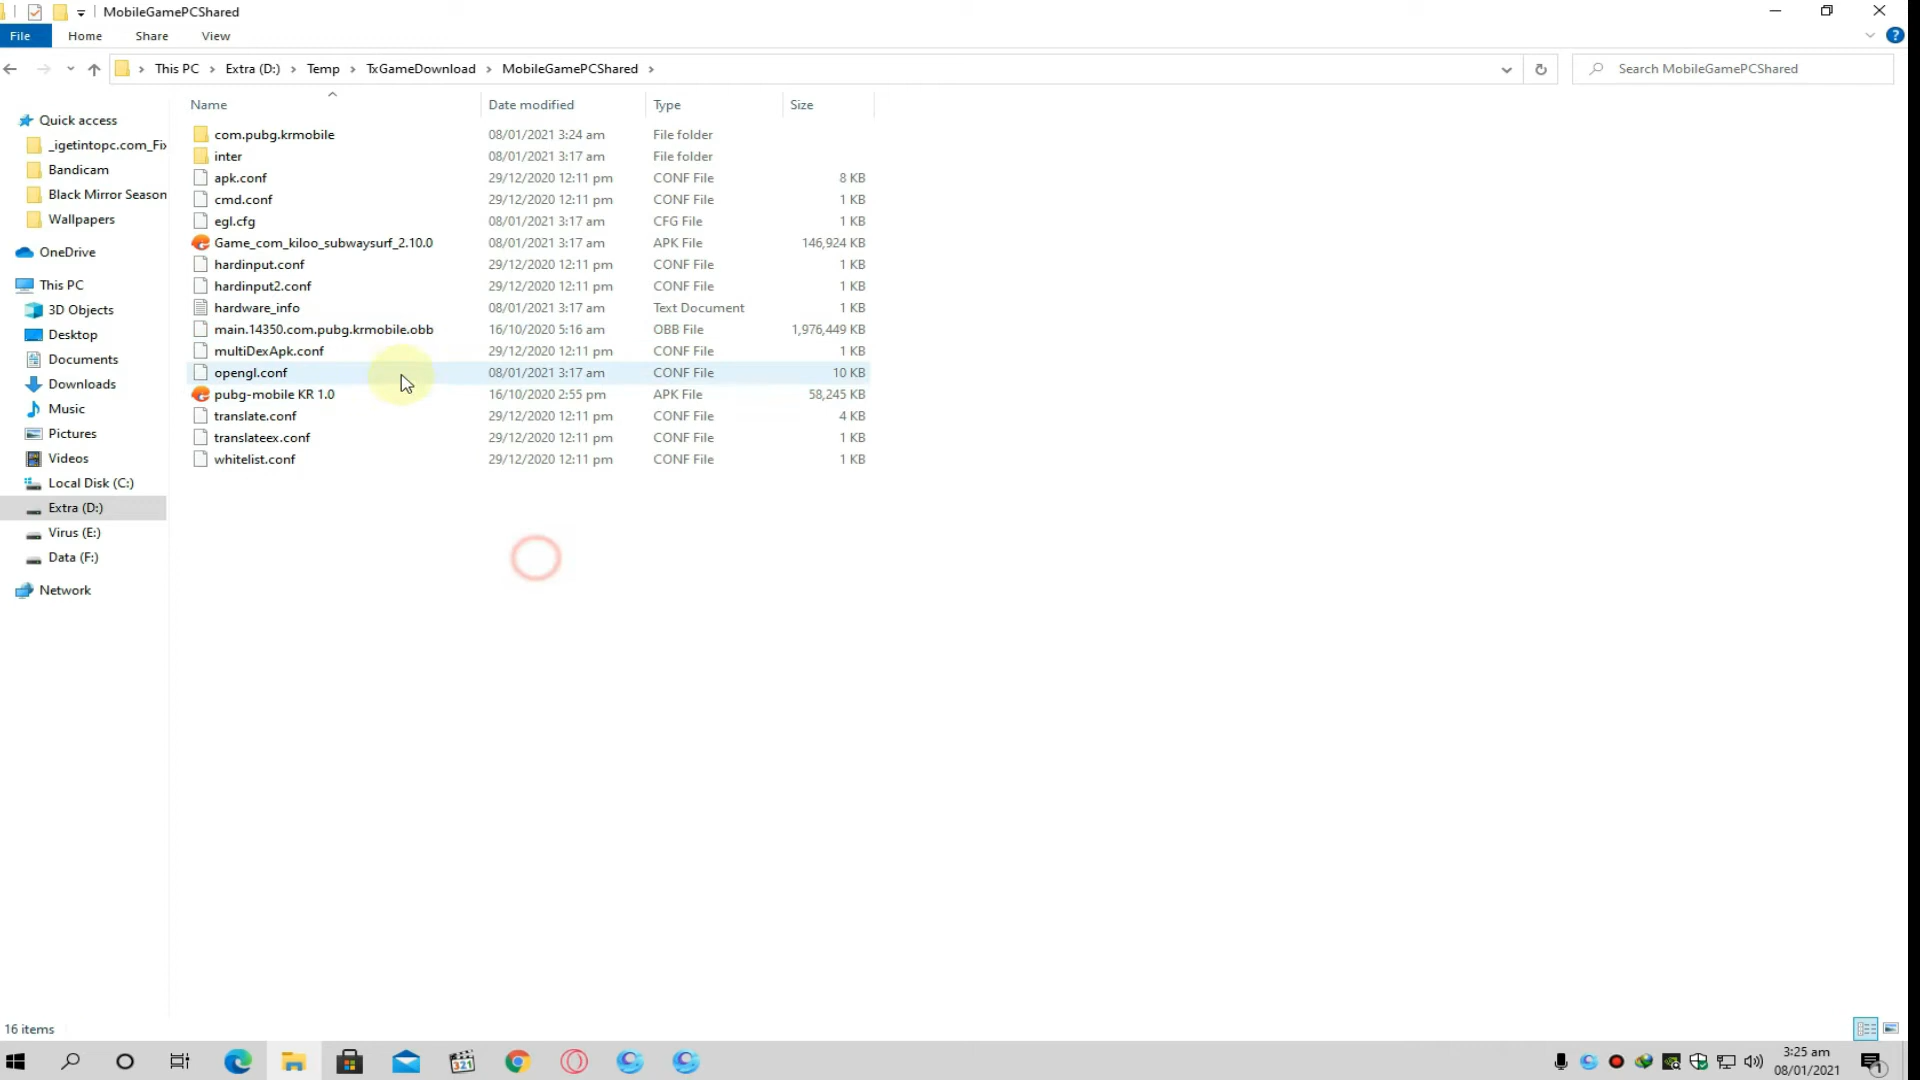 MobileGamePCShared
File Home Share View
This PC Extra (D:) Temp TxGameDownload MobileGamePCShared Search MobileGamePCShared
Name Date modified Type Size
Quick access
_igetintopc.com_Fix
Bandicam
Black Mirror Season
Wallpapers
OneDrive
This PC
3D Objects
Desktop
Documents
Downloads
Music
Pictures
Videos
Local Disk (C:)
Extra (D:)
Virus (E:)
Data (F:)
Network
com.pubg.krmobile 08/01/2021 3:24 am File folder
inter 08/01/2021 3:17 am File folder
apk.conf 29/12/2020 12:11 pm CONF File 8 KB
cmd.conf 29/12/2020 12:11 pm CONF File 1 KB
egl.cfg 08/01/2021 3:17 am CFG File 1 KB
Game_com_kiloo_subwaysurf_2.10.0 08/01/2021 3:17 am APK File 146,924 KB
hardinput.conf 29/12/2020 12:11 pm CONF File 1 KB
hardinput2.conf 29/12/2020 12:11 pm CONF File 1 KB
hardware_info 08/01/2021 3:17 am Text Document 1 KB
main.14350.com.pubg.krmobile.obb 16/10/2020 5:16 am OBB File 1,976,449 KB
multiDexApk.conf 29/12/2020 12:11 pm CONF File 1 KB
opengl.conf 08/01/2021 3:17 am CONF File 10 KB
pubg-mobile KR 1.0 16/10/2020 2:55 pm APK File 58,245 KB
translate.conf 29/12/2020 12:11 pm CONF File 4 KB
translateex.conf 29/12/2020 12:11 pm CONF File 1 KB
whitelist.conf 29/12/2020 12:11 pm CONF File 1 KB
16 items
321
3:25 am
08/01/2021
1